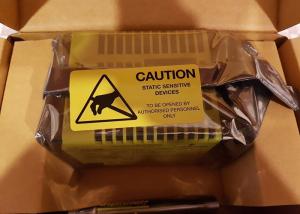 CAUTION
STATIC SENSITIVE
DEVICES
TO BE OPENED BY
AUTHORISED PERSONNEL
ONLY